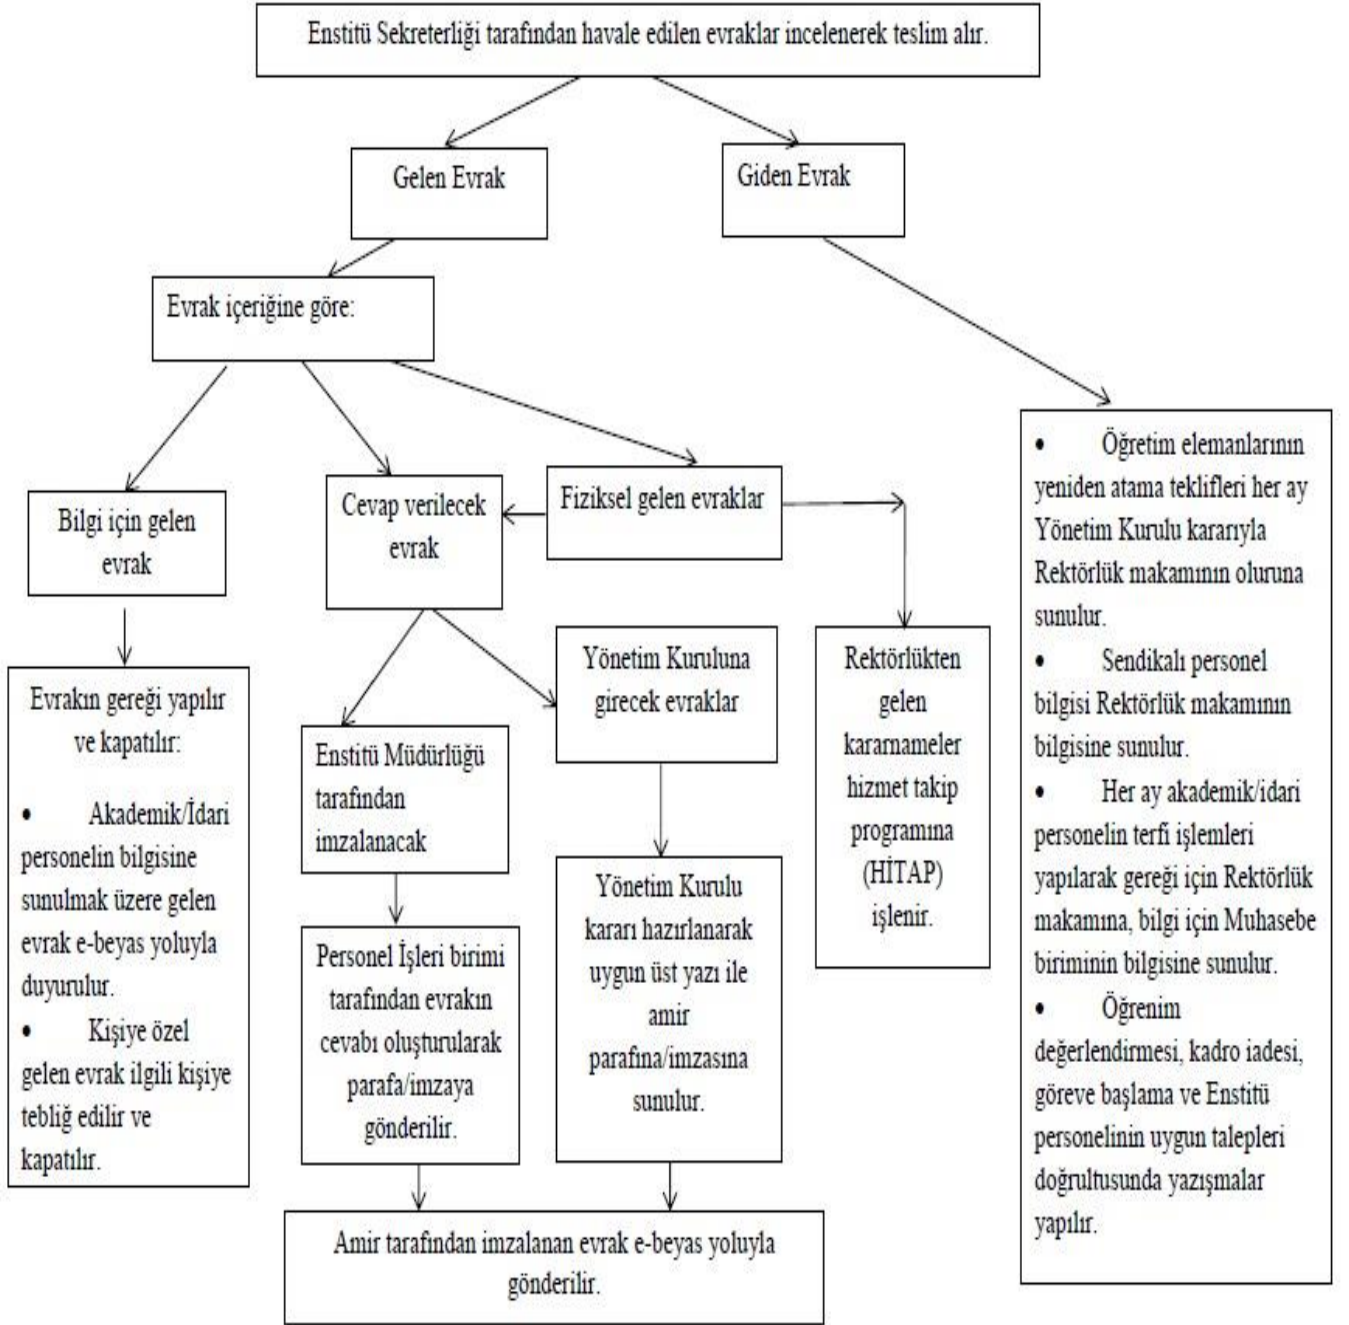 Enstitü Sekreterliği tarafından havale edilen evraklar incelenerek teslim alır.
Gelen Evrak
Giden Evrak
Evrak içeriğine göre:
Bilgi için gelen
evrak
Cevap verilecek
evrak
Fiziksel gelen evraklar
Evrakın gereği yapılır
ve kapatılır:
• Akademik/İdari
personelin bilgisine
sunulmak üzere gelen
evrak e-beyas yoluyla
duyurulur.
• Kişiye özel
gelen evrak ilgili kişiye
tebliğ edilir ve
kapatılır.
Enstitü Müdürlüğü
tarafından
imzalanacak
Personel İşleri birimi
tarafından evrakın
cevabı oluşturularak
parafa/imzaya
gönderilir.
Yönetim Kuruluna
girecek evraklar
Yönetim Kurulu
kararı hazırlanarak
uygun üst yazı ile
amir
parafına/imzasına
sunulur.
Rektörlükten
gelen
kararnameler
hizmet takip
programına
(HİTAP)
işlenir.
• Öğretim elemanlarının
yeniden atama teklifleri her ay
Yönetim Kurulu kararıyla
Rektörlük makamının oluruna
sunulur.
• Sendikalı personel
bilgisi Rektörlük makamının
bilgisine sunulur.
• Her ay akademik/idari
personelin terfi işlemleri
yapılarak gereği için Rektörlük
makamına, bilgi için Muhasebe
biriminin bilgisine sunulur.
• Öğrenim
değerlendirmesi, kadro iadesi,
göreve başlama ve Enstitü
personelinin uygun talepleri
doğrultusunda yazışmalar
yapılır.
Amir tarafından imzalanan evrak e-beyas yoluyla
gönderilir.